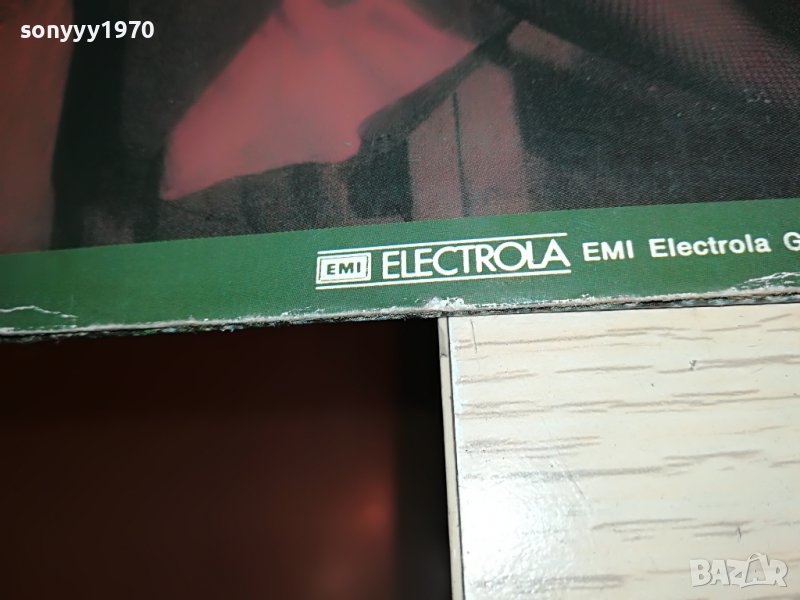 sonyyy1970
EMI ELECTROLA EMI Electrola G
BAZAR